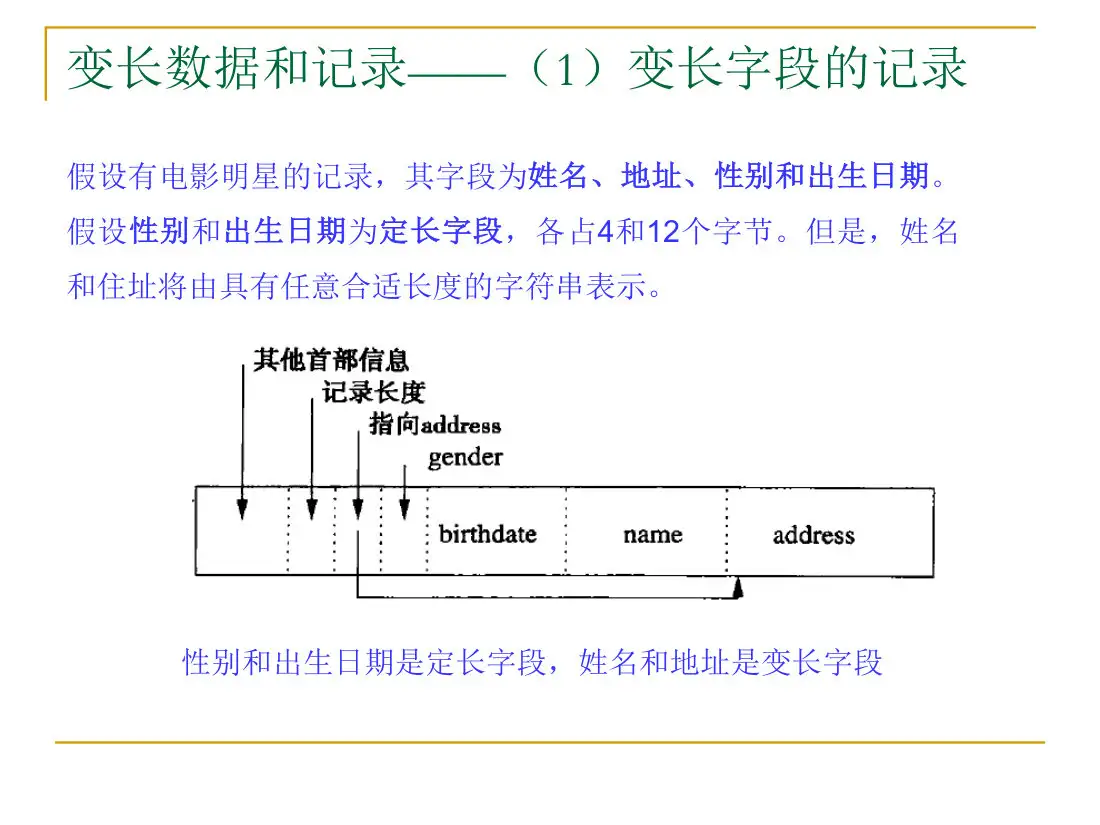 变长数据和记录——（1）变长字段的记录
假设有电影明星的记录，其字段为姓名、地址、性别和出生日期。
假设性别和出生日期为定长字段，各占4和12个字节。但是，姓名
和住址将由具有任意合适长度的字符串表示。
其他首部信息
记录长度
指向address
gender
birthdate name address
性别和出生日期是定长字段，姓名和地址是变长字段